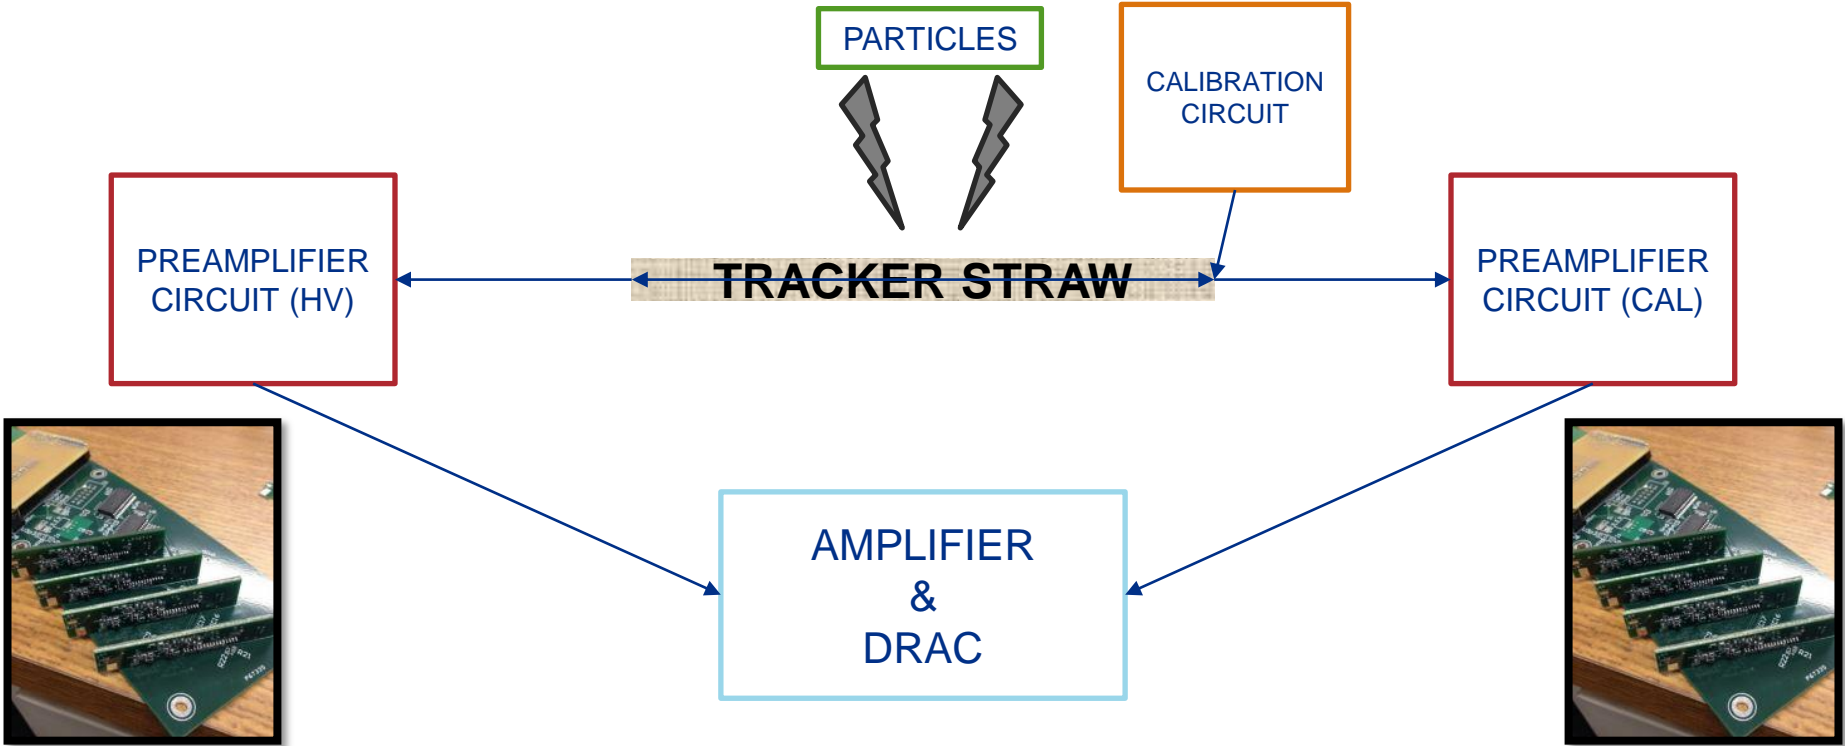 PARTICLES
CALIBRATION
CIRCUIT
PREAMPLIFIER
CIRCUIT (HV)
TRACKER STRAW
PREAMPLIFIER
CIRCUIT (CAL)
AMPLIFIER
&
DRAC